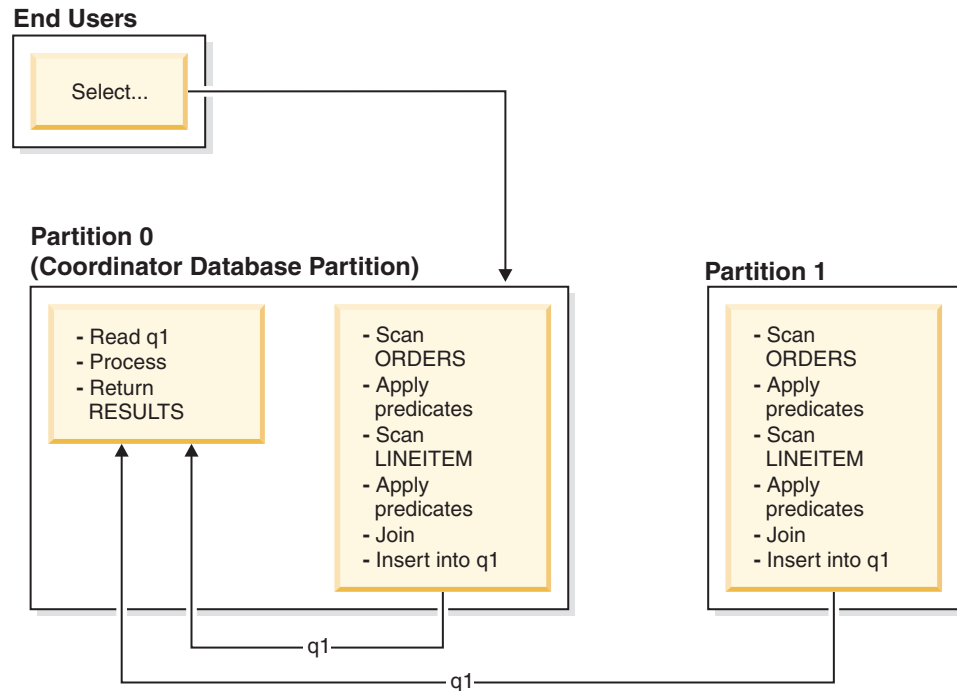 End Users
Select...
Partition 0
(Coordinator Database Partition)
- Read q1
- Process
- Return
RESULTS
- Scan
ORDERS
- Apply
predicates
- Scan
LINEITEM
- Apply
predicates
- Join
- Insert into q1
Partition 1
- Scan
ORDERS
- Apply
predicates
- Scan
LINEITEM
- Apply
predicates
- Join
- Insert into q1
q1
q1